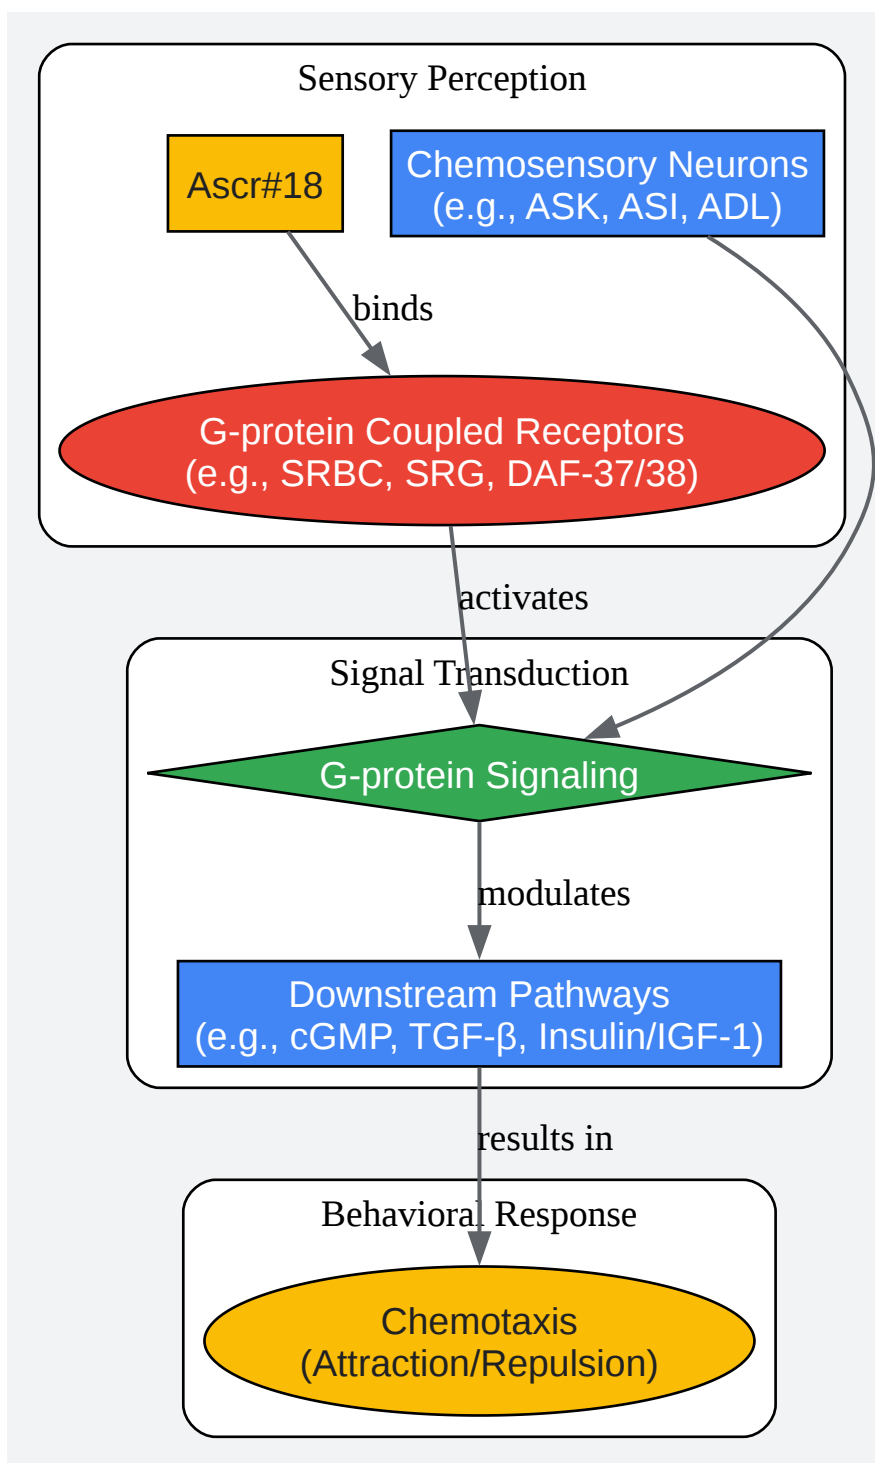 Sensory Perception
Ascr#18
Chemosensory Neurons
(e.g., ASK, ASI, ADL)
binds
G-protein Coupled Receptors
(e.g., SRBC, SRG, DAF-37/38)
activates
Signal Transduction
G-protein Signaling
modulates
Downstream Pathways
(e.g., cGMP, TGF-β, Insulin/IGF-1)
results in
Behavioral Response
Chemotaxis
(Attraction/Repulsion)